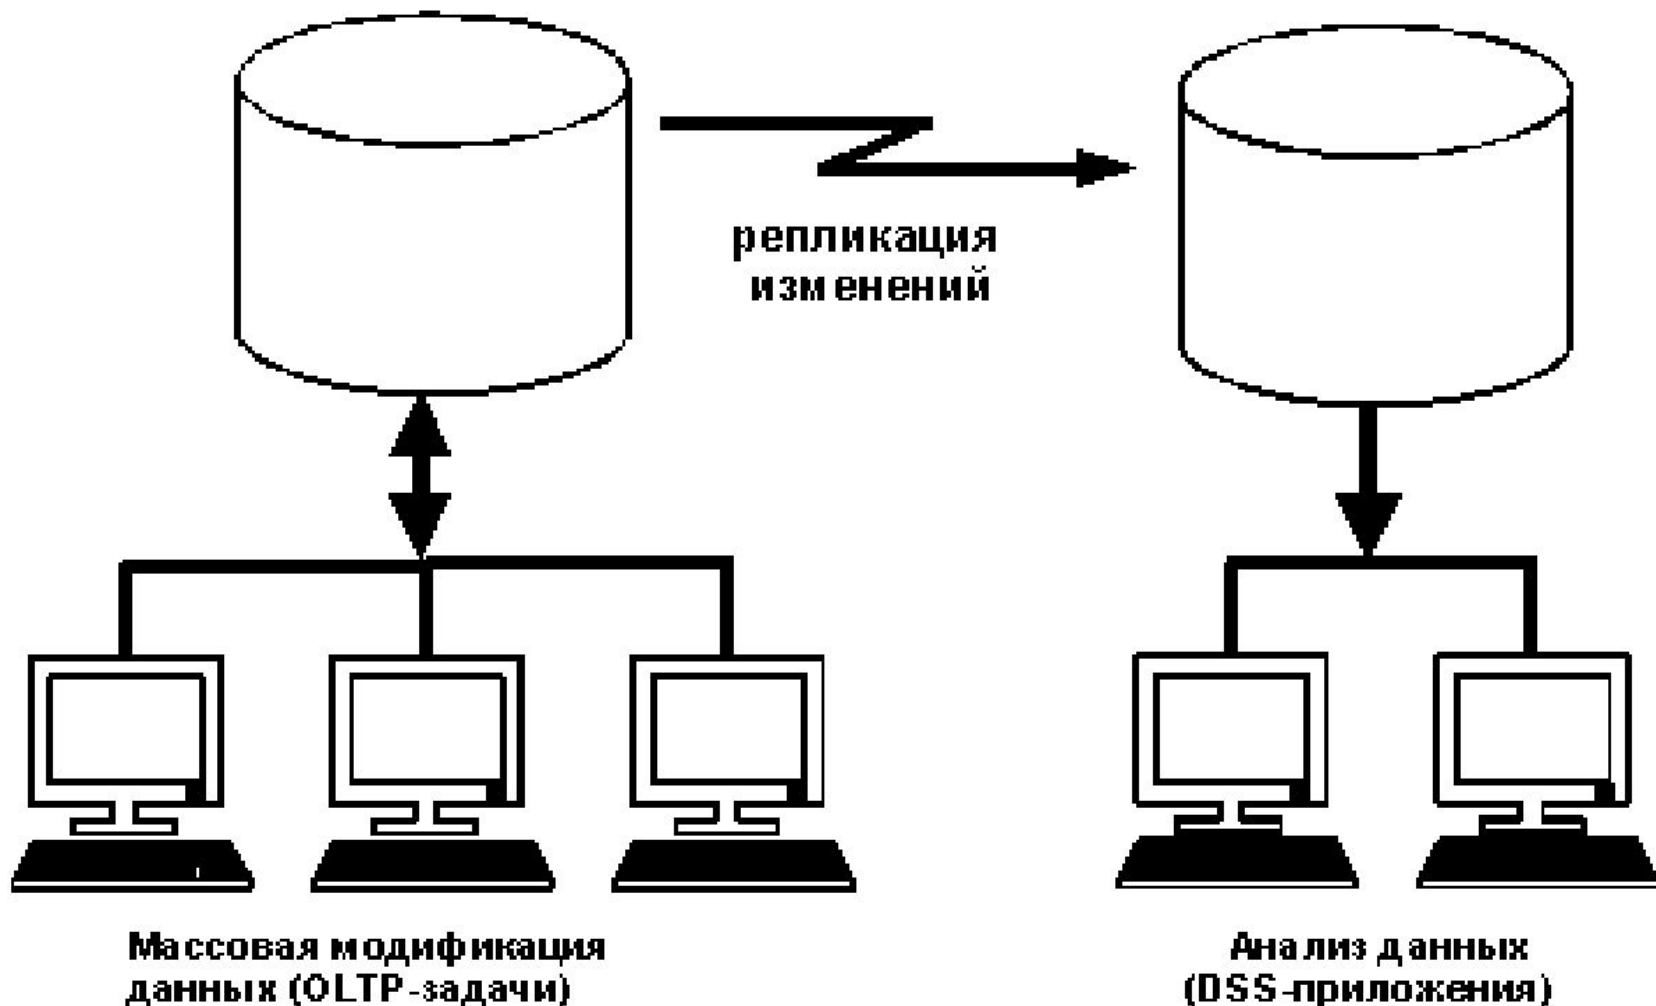 репликация
изменений
Массовая модификация
данных (OLTP-задачи)
Анализ данных
(DSS-приложения)